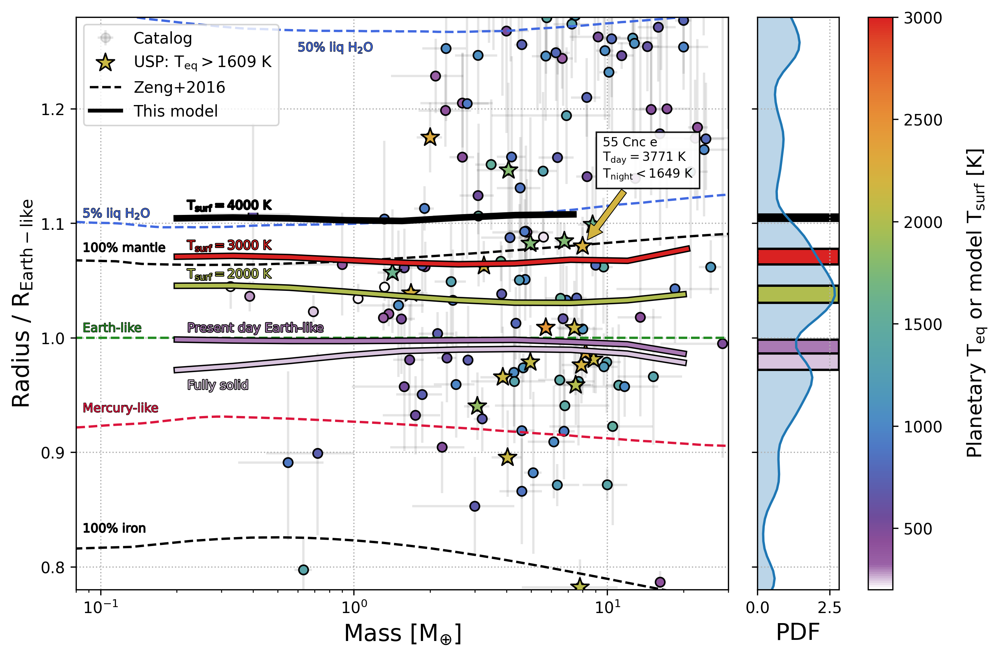 Catalog
USP: T_eq > 1609 K
Zeng+2016
This model
50% liq H₂O
55 Cnc e
T_day = 3771 K
T_night < 1649 K
T_surf = 4000 K
5% liq H₂O
100% mantle
T_surf = 3000 K
T_surf = 2000 K
Earth-like
Present day Earth-like
Fully solid
Mercury-like
100% iron
1.2
1.1
1.0
0.9
0.8
Radius / R_Earth−like
10⁻¹
10⁰
10¹
Mass [M⊕]
0.0
2.5
PDF
3000
2500
2000
1500
1000
500
Planetary T_eq or model T_surf [K]